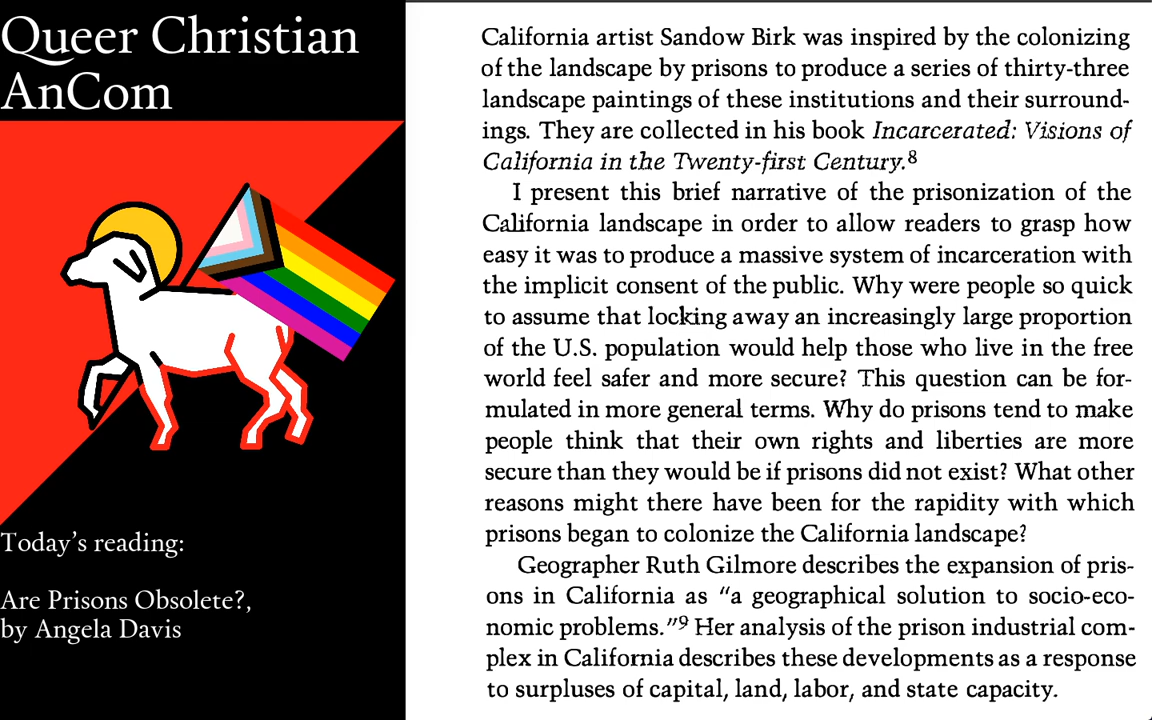 Queer Christian
AnCom
Today's reading:
Are Prisons Obsolete?,
by Angela Davis
California artist Sandow Birk was inspired by the colonizing
of the landscape by prisons to produce a series of thirty-three
landscape paintings of these institutions and their surround-
ings. They are collected in his book Incarcerated: Visions of
California in the Twenty-first Century.8
I present this brief narrative of the prisonization of the
California landscape in order to allow readers to grasp how
easy it was to produce a massive system of incarceration with
the implicit consent of the public. Why were people so quick
to assume that locking away an increasingly large proportion
of the U.S. population would help those who live in the free
world feel safer and more secure? This question can be for-
mulated in more general terms. Why do prisons tend to make
people think that their own rights and liberties are more
secure than they would be if prisons did not exist? What other
reasons might there have been for the rapidity with which
prisons began to colonize the California landscape?
Geographer Ruth Gilmore describes the expansion of pris-
ons in California as "a geographical solution to socio-eco-
nomic problems."9 Her analysis of the prison industrial com-
plex in California describes these developments as a response
to surpluses of capital, land, labor, and state capacity.